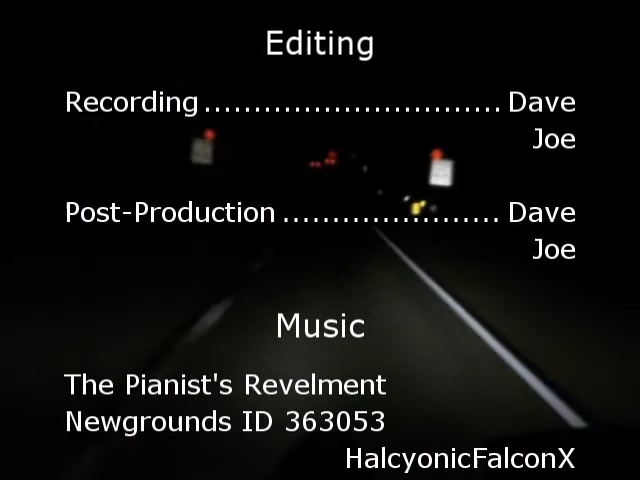 Editing
Recording.............................. Dave
Joe
Post-Production...................... Dave
Joe
Music
The Pianist's Revelment
Newgrounds ID 363053
HalcyonicFalconX